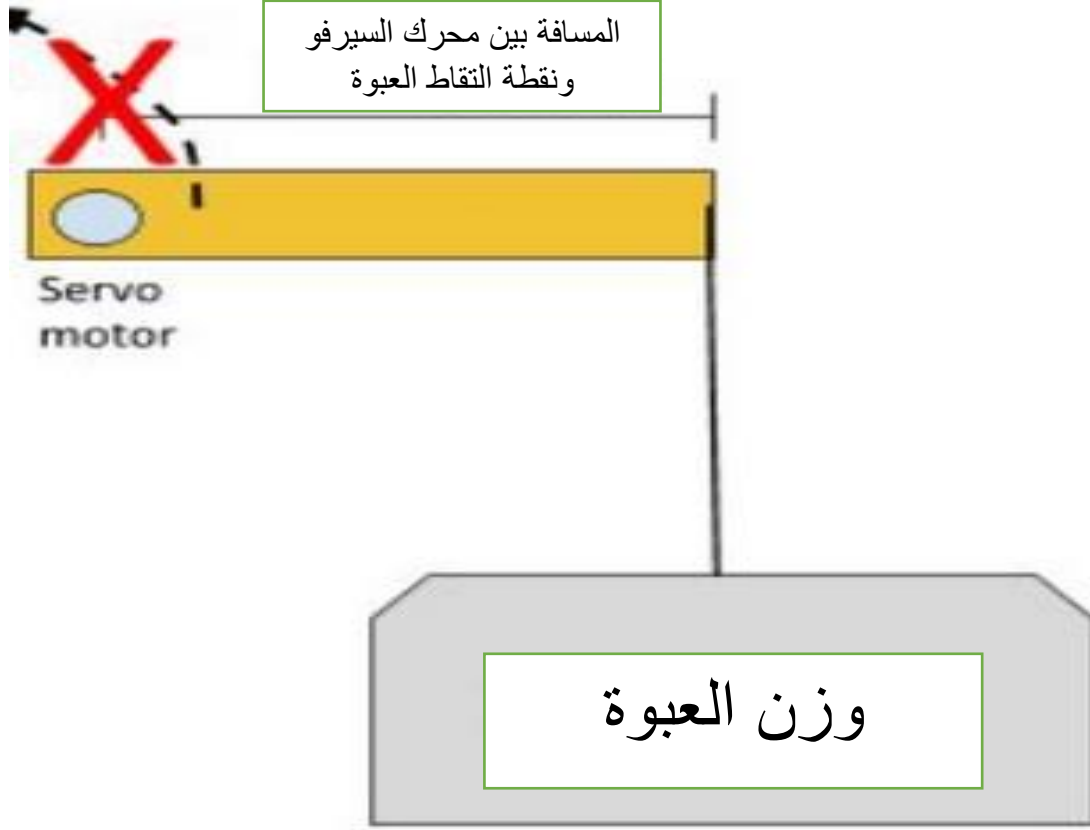 المسافة بين محرك السيرفو
ونقطة التقاط العبوة
Servo
motor
وزن العبوة